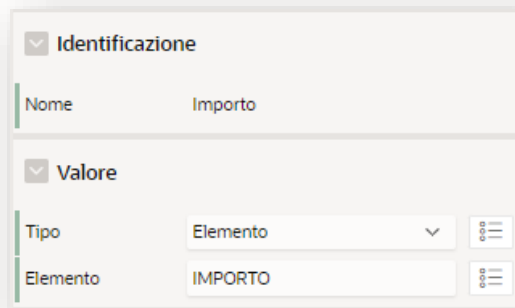 Identificazione
Nome Importo
Valore
Tipo Elemento
Elemento IMPORTO